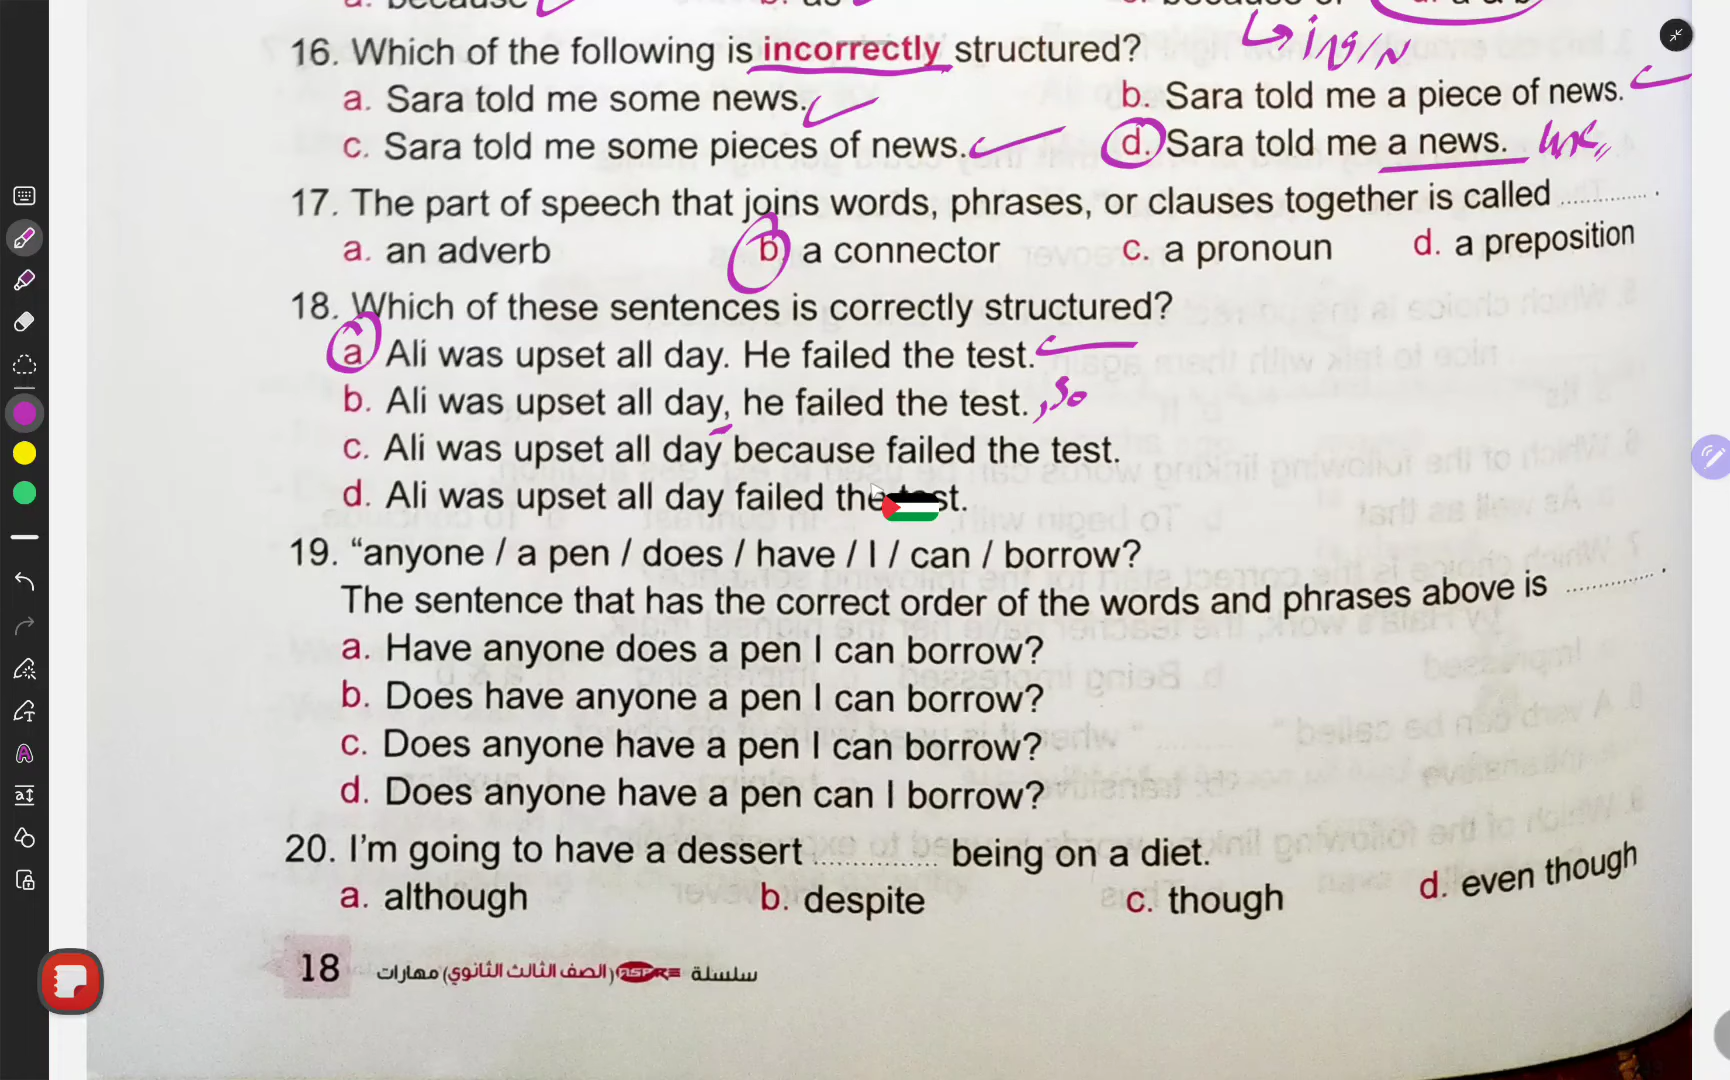 16. Which of the following is incorrectly structured? ing/N
a. Sara told me some news. b. Sara told me a piece of news.
c. Sara told me some pieces of news. d. Sara told me a news.
17. The part of speech that joins words, phrases, or clauses together is called ............ .
a. an adverb b. a connector c. a pronoun d. a preposition
18. Which of these sentences is correctly structured?
a. Ali was upset all day. He failed the test.
b. Ali was upset all day, he failed the test. , so
c. Ali was upset all day because failed the test.
d. Ali was upset all day failed the
19. “anyone / a pen / does / have / I / can / borrow?
The sentence that has the correct order of the words and phrases above is ............ .
a. Have anyone does a pen I can borrow?
b. Does have anyone a pen I can borrow?
c. Does anyone have a pen I can borrow?
d. Does anyone have a pen can I borrow?
20. I'm going to have a dessert ............ being on a diet.
a. although b. despite c. though d. even though
18 سلسلة ASPIRE (الصف الثالث الثانوي) مهارات